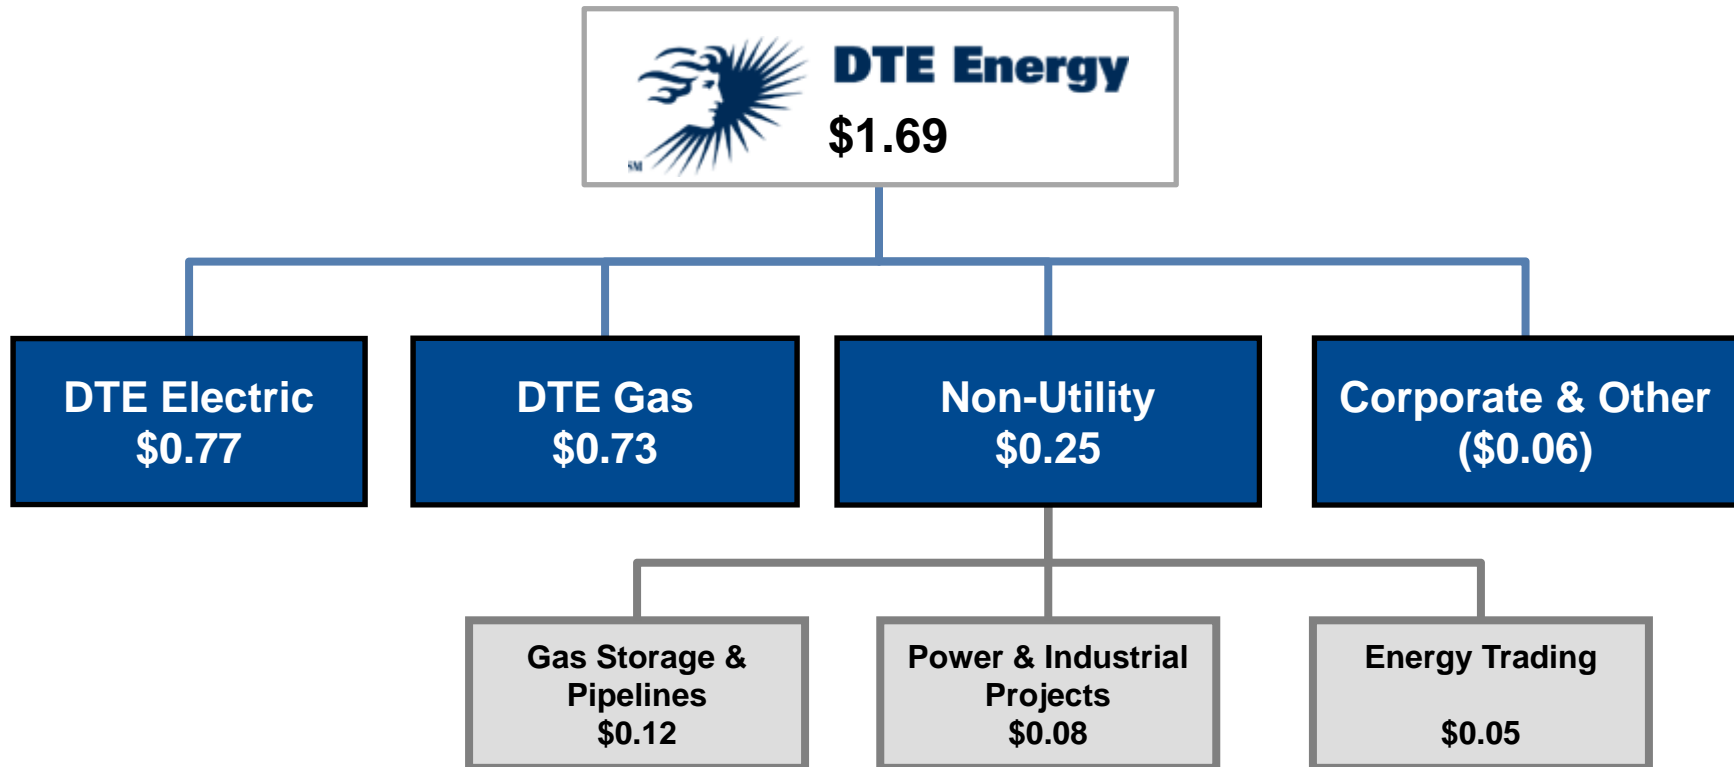 DTE Energy
$1.69
SM
DTE Electric
$0.77
DTE Gas
$0.73
Non-Utility
$0.25
Corporate & Other
($0.06)
Gas Storage &
Pipelines
$0.12
Power & Industrial
Projects
$0.08
Energy Trading
$0.05